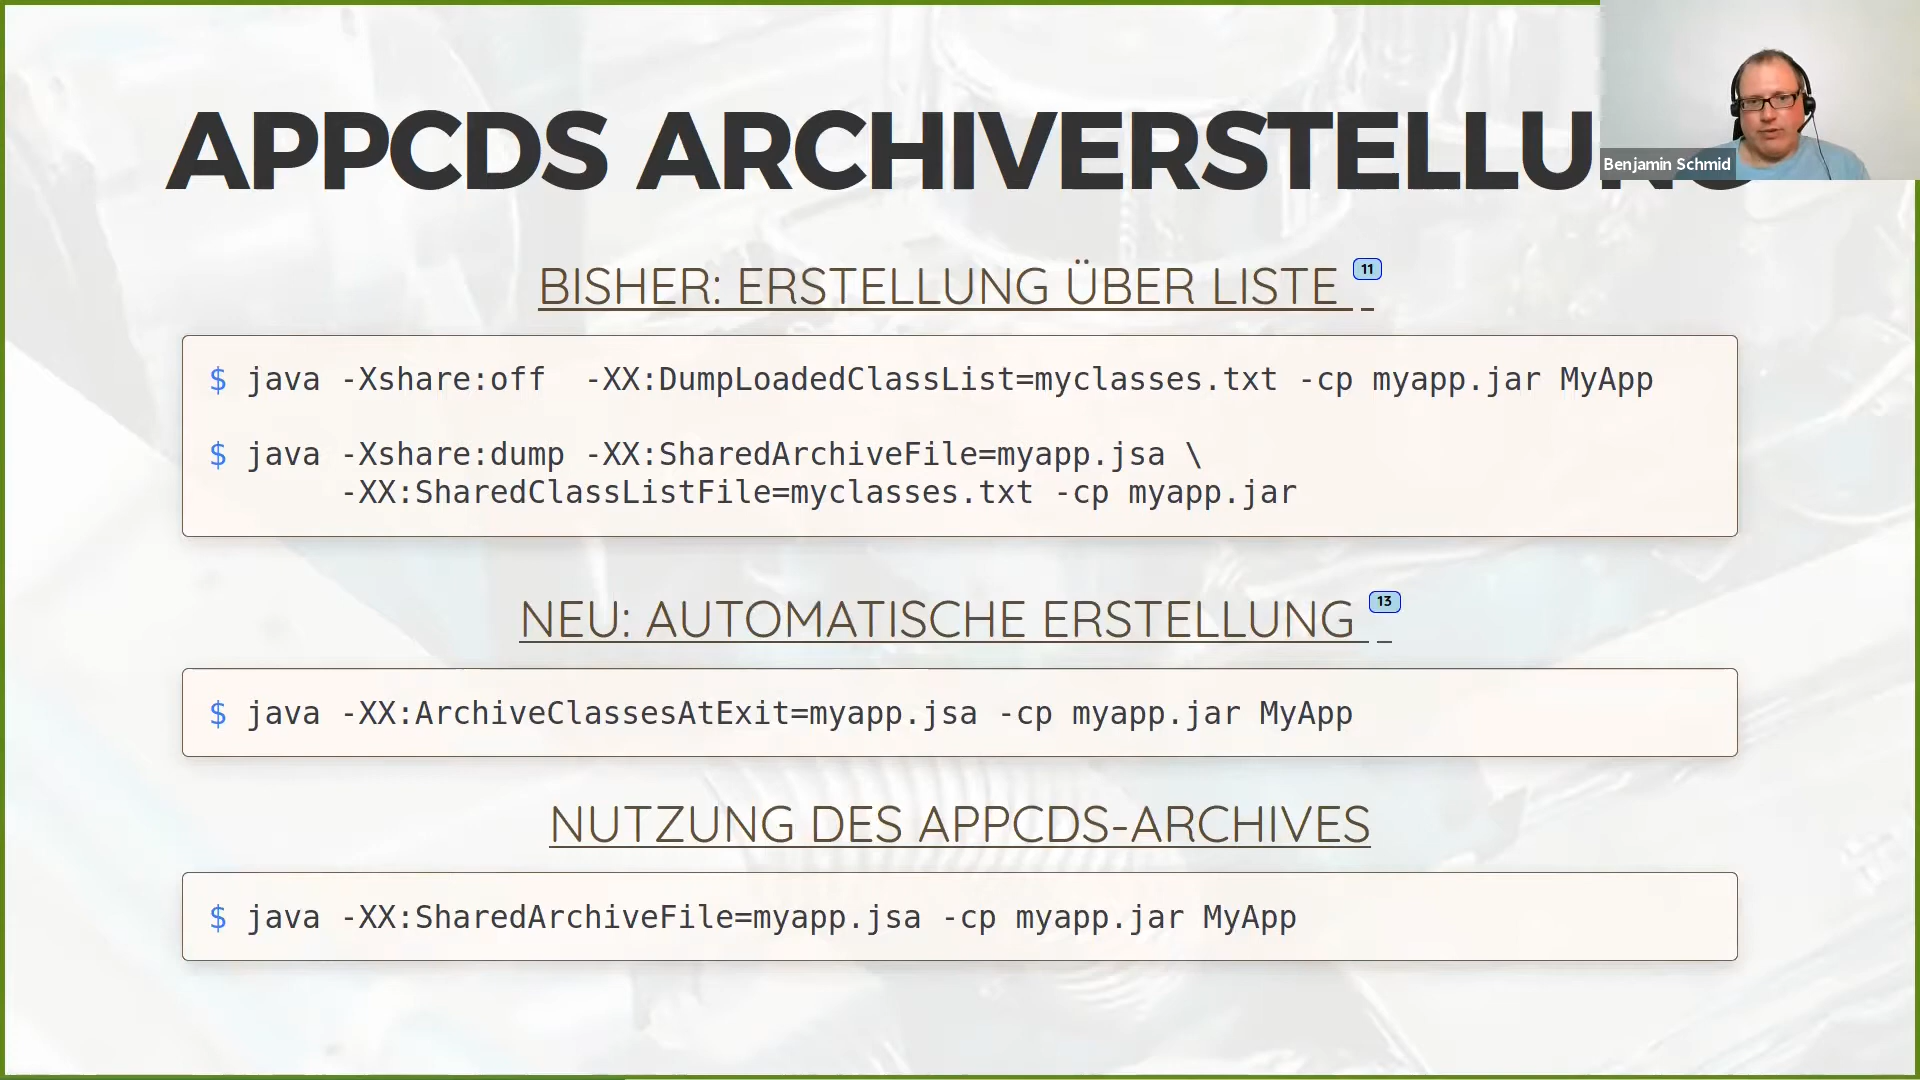 APPCDS ARCHIVERSTELLUNG
Benjamin Schmid
BISHER: ERSTELLUNG ÜBER LISTE 11
$ java -Xshare:off  -XX:DumpLoadedClassList=myclasses.txt -cp myapp.jar MyApp
$ java -Xshare:dump -XX:SharedArchiveFile=myapp.jsa \
-XX:SharedClassListFile=myclasses.txt -cp myapp.jar
NEU: AUTOMATISCHE ERSTELLUNG 13
$ java -XX:ArchiveClassesAtExit=myapp.jsa -cp myapp.jar MyApp
NUTZUNG DES APPCDS-ARCHIVES
$ java -XX:SharedArchiveFile=myapp.jsa -cp myapp.jar MyApp